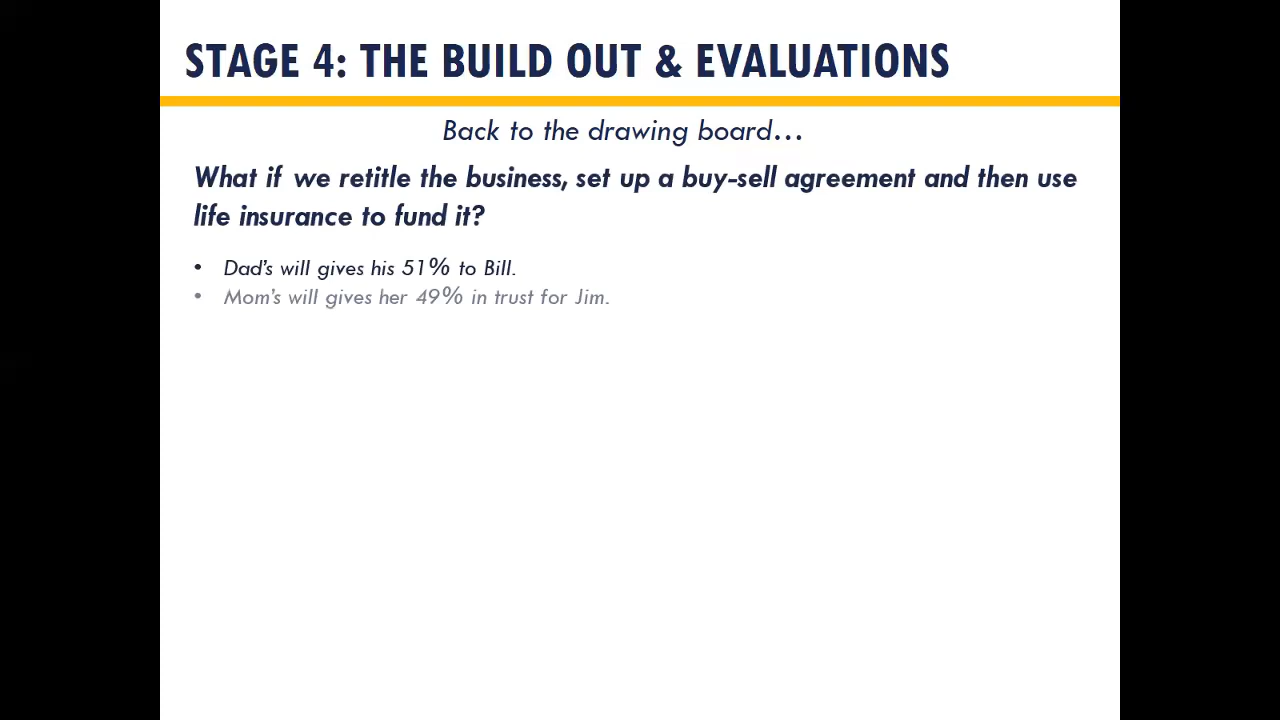 STAGE 4: THE BUILD OUT & EVALUATIONS
Back to the drawing board...
What if we retitle the business, set up a buy-sell agreement and then use
life insurance to fund it?
• Dad's will gives his 51% to Bill.
• Mom's will gives her 49% in trust for Jim.